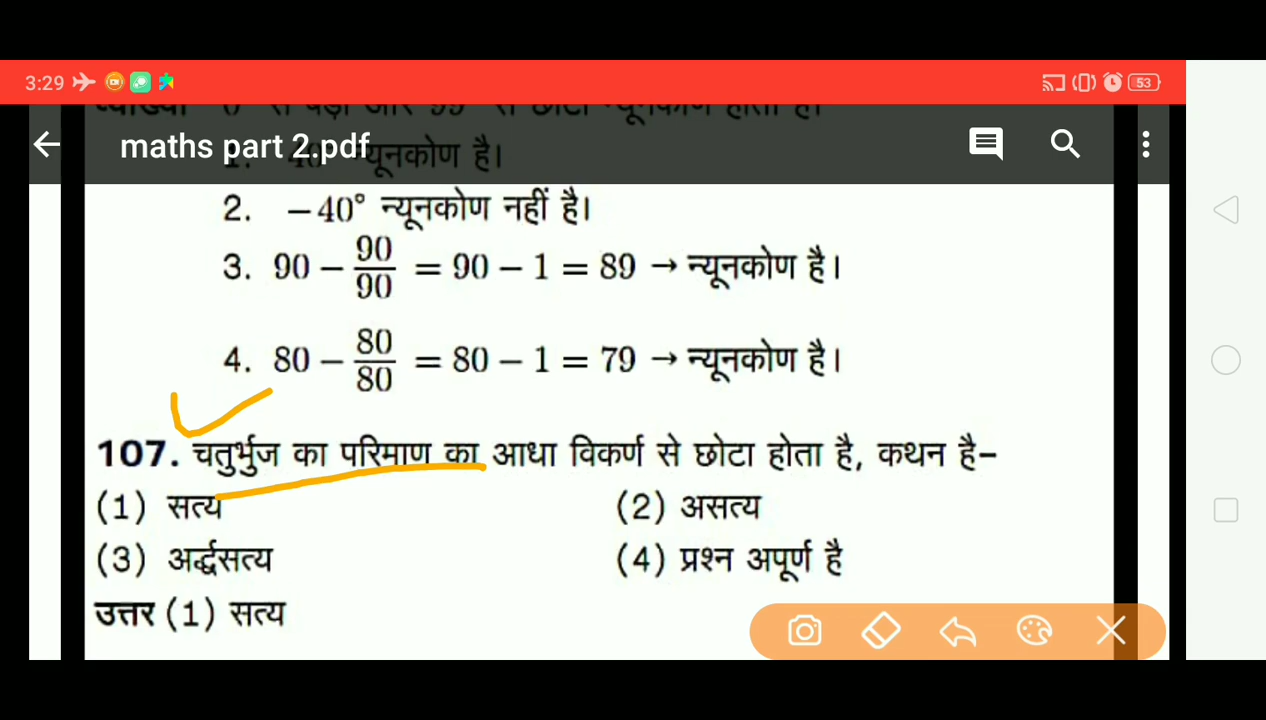 3:29
53
maths part 2.pdf
न्यूनकोण है।
2. –40° न्यूनकोण नहीं है।
3. 90 – 90/90 = 90 – 1 = 89 → न्यूनकोण है।
4. 80 – 80/80 = 80 – 1 = 79 → न्यूनकोण है।
107. चतुर्भुज का परिमाण का आधा विकर्ण से छोटा होता है, कथन है–
(1) सत्य (2) असत्य
(3) अर्द्धसत्य (4) प्रश्न अपूर्ण है
उत्तर (1) सत्य